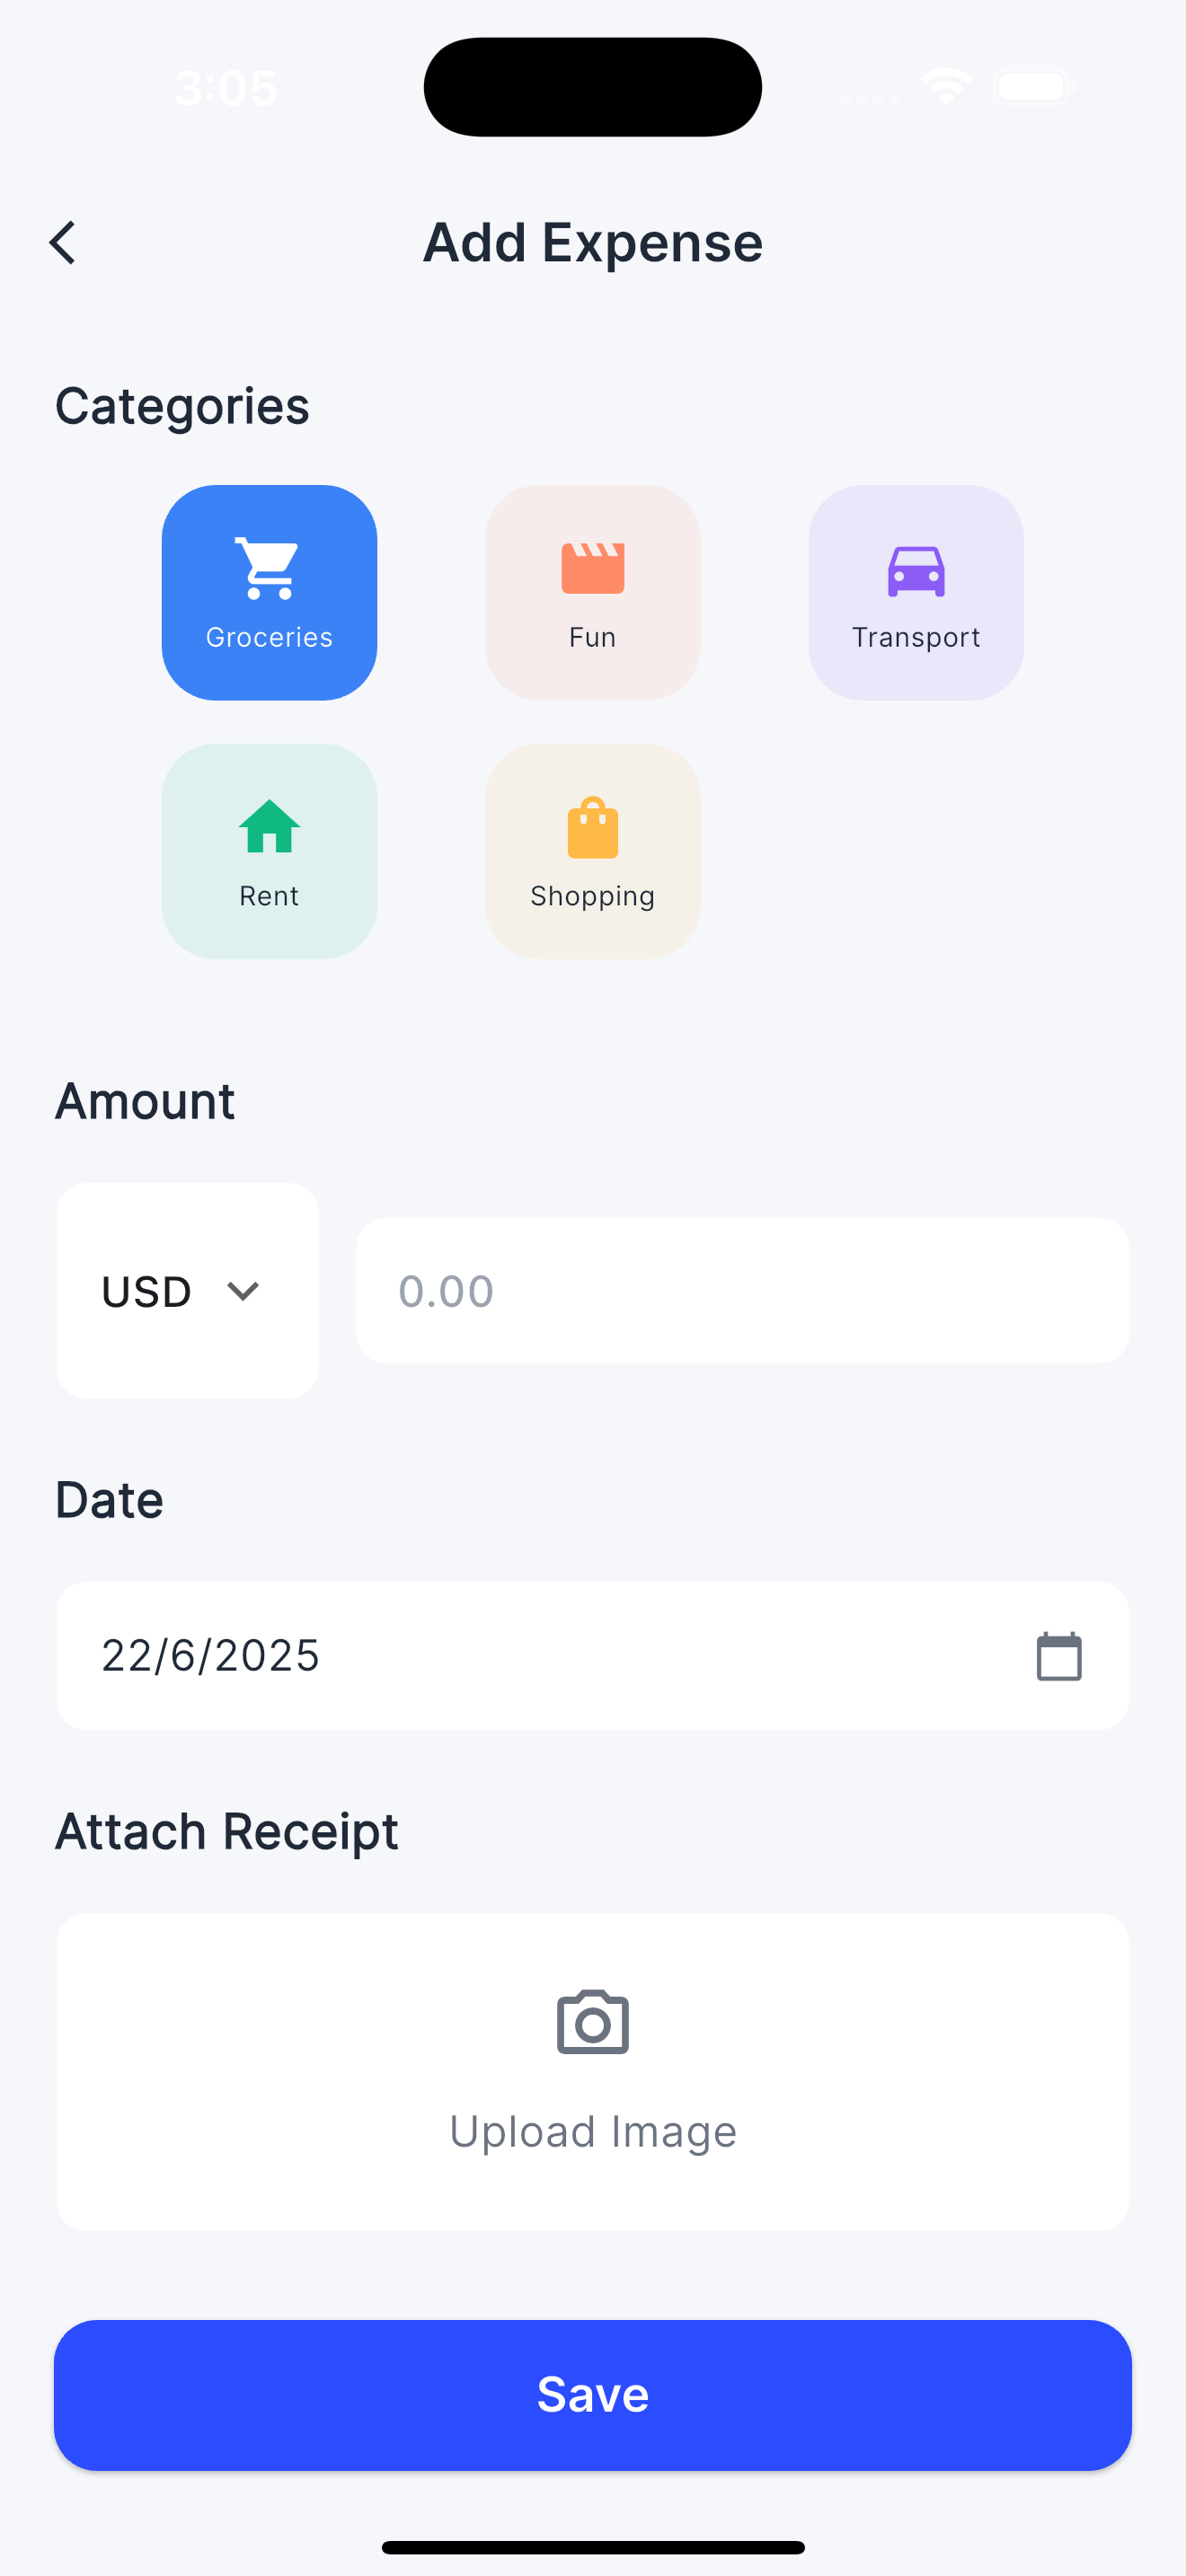 3:05
Add Expense
Categories
Groceries
Fun
Transport
Rent
Shopping
Amount
USD
0.00
Date
22/6/2025
Attach Receipt
Upload Image
Save